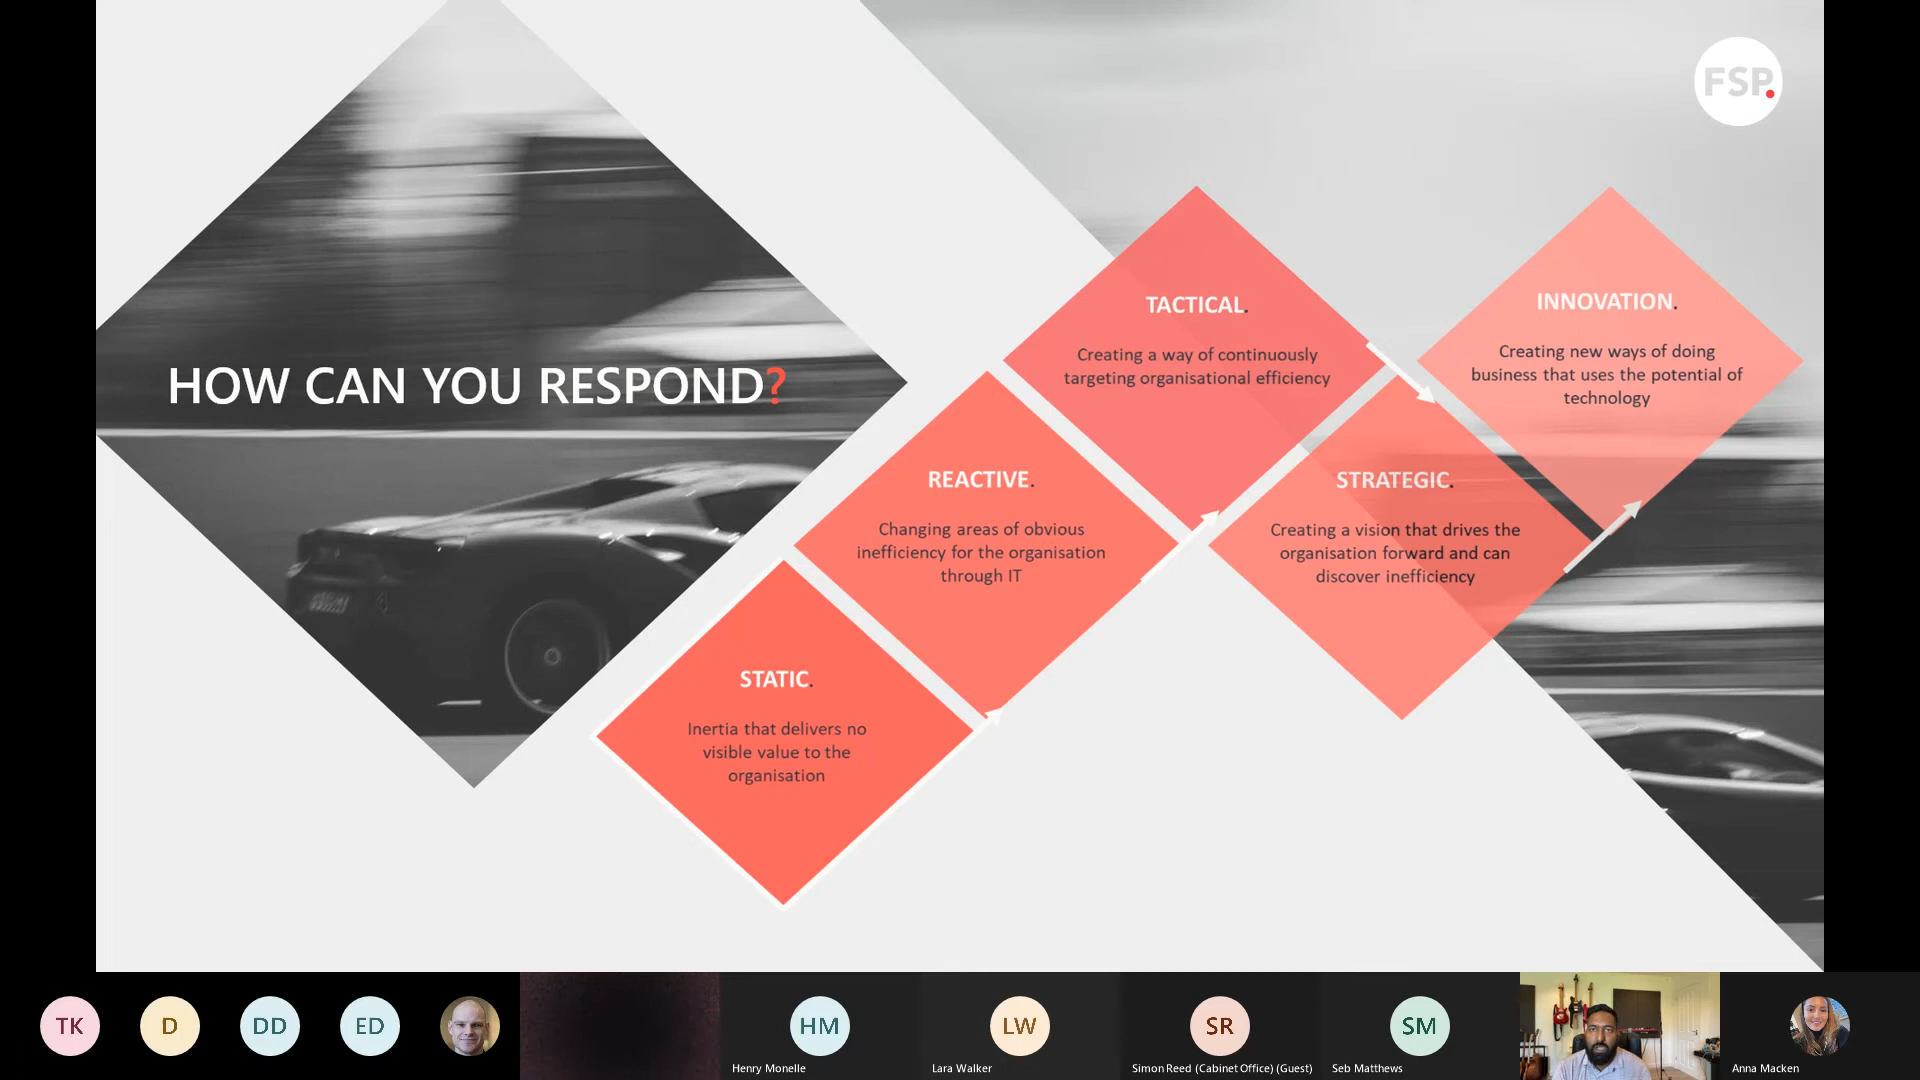 FSP.
HOW CAN YOU RESPOND?
STATIC.
Inertia that delivers no
visible value to the
organisation
REACTIVE.
Changing areas of obvious
inefficiency for the organisation
through IT
TACTICAL.
Creating a way of continuously
targeting organisational efficiency
STRATEGIC.
Creating a vision that drives the
organisation forward and can
discover inefficiency
INNOVATION.
Creating new ways of doing
business that uses the potential of
technology
TK
D
DD
ED
HM
Henry Monelle
LW
Lara Walker
SR
Simon Reed (Cabinet Office) (Guest)
SM
Seb Matthews
Anna Macken